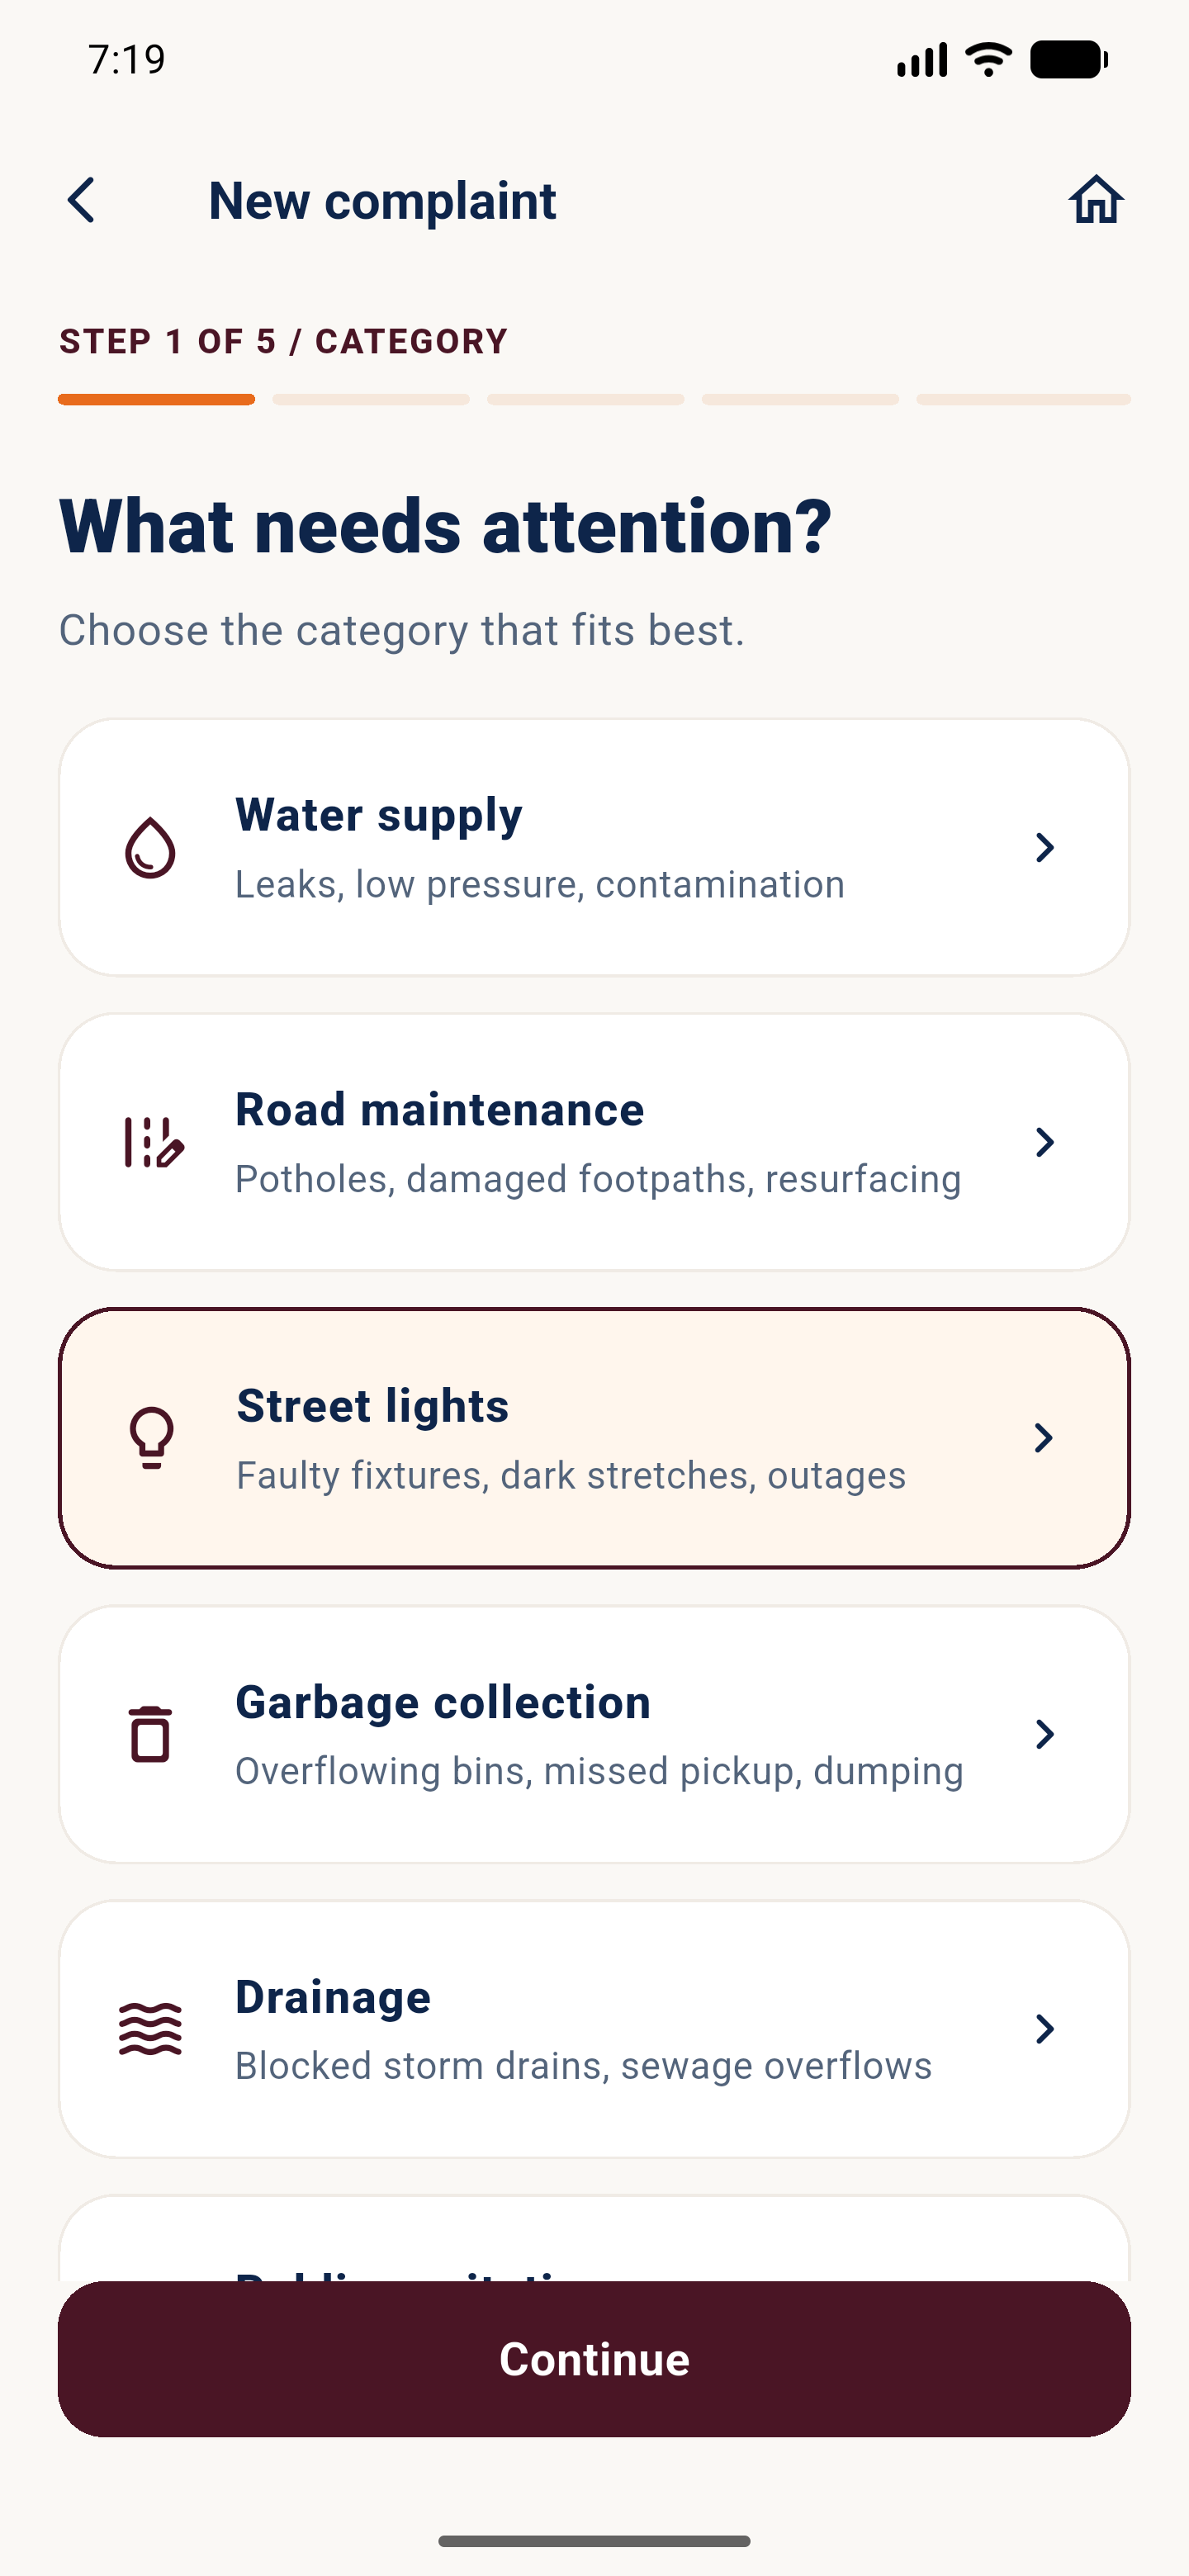 7:19
New complaint
STEP 1 OF 5 / CATEGORY
What needs attention?
Choose the category that fits best.
Water supply
Leaks, low pressure, contamination
Road maintenance
Potholes, damaged footpaths, resurfacing
Street lights
Faulty fixtures, dark stretches, outages
Garbage collection
Overflowing bins, missed pickup, dumping
Drainage
Blocked storm drains, sewage overflows
Continue